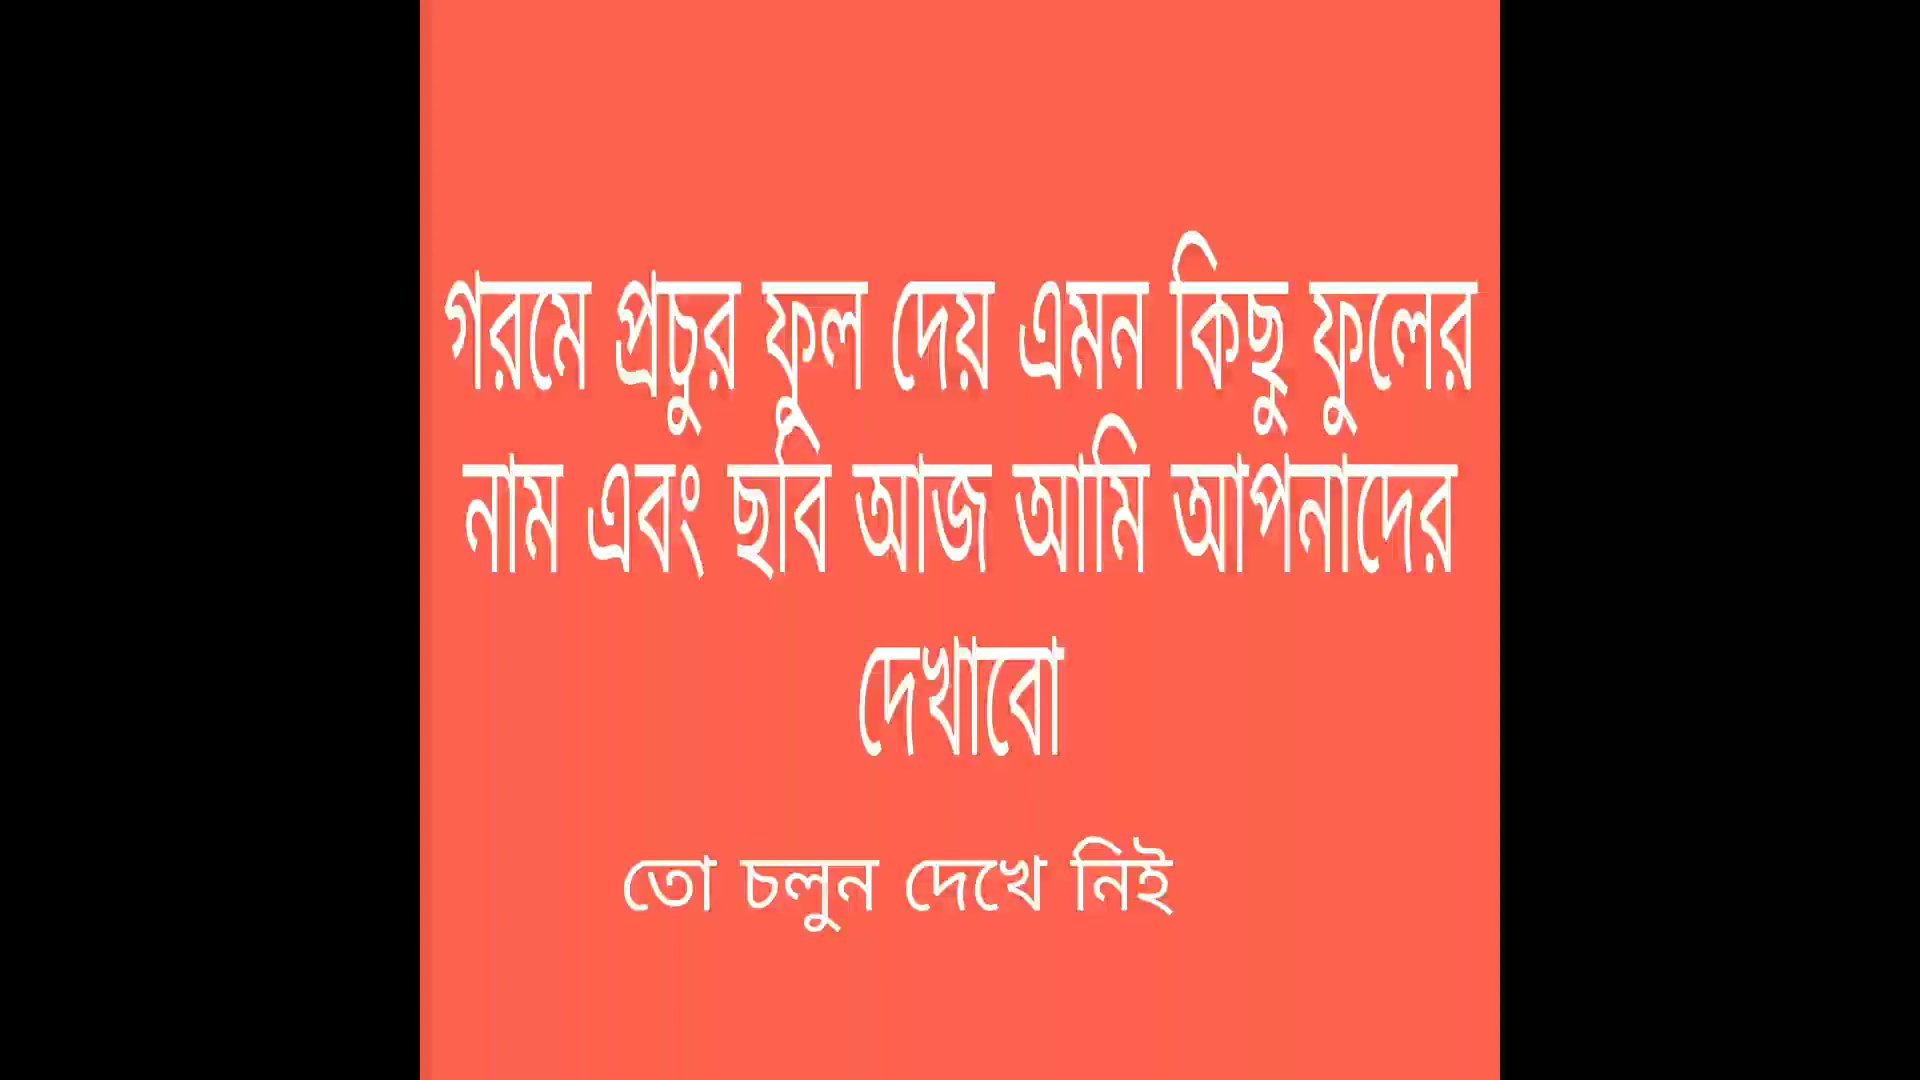 গরমে প্রচুর ফুল দেয় এমন কিছু ফুলের
নাম এবং ছবি আজ আমি আপনাদের
দেখাবো
তো চলুন দেখে নিই